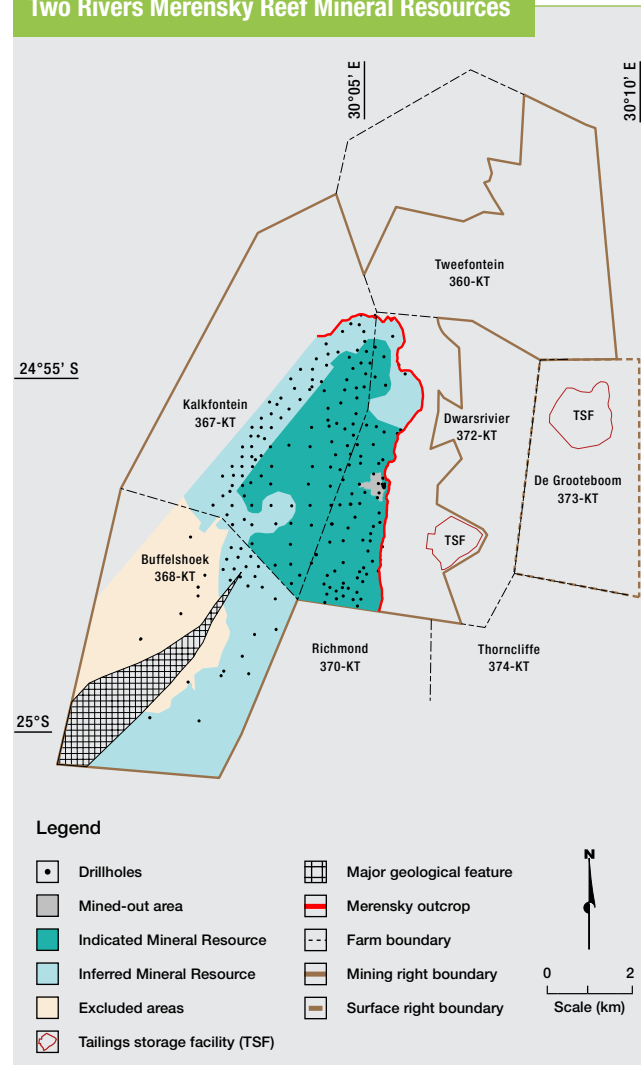 Two Rivers Merensky Reef Mineral Resources
30°05' E
30°10' E
Tweefontein
360-KT
24°55' S
Kalkfontein
367-KT
Dwarsrivier
372-KT
TSF
De Grooteboom
373-KT
TSF
Buffelshoek
368-KT
Richmond
370-KT
Thorncliffe
374-KT
25°S
Legend
Drillholes
Mined-out area
Indicated Mineral Resource
Inferred Mineral Resource
Excluded areas
Tailings storage facility (TSF)
Major geological feature
Merensky outcrop
Farm boundary
Mining right boundary
Surface right boundary
N
0 2
Scale (km)